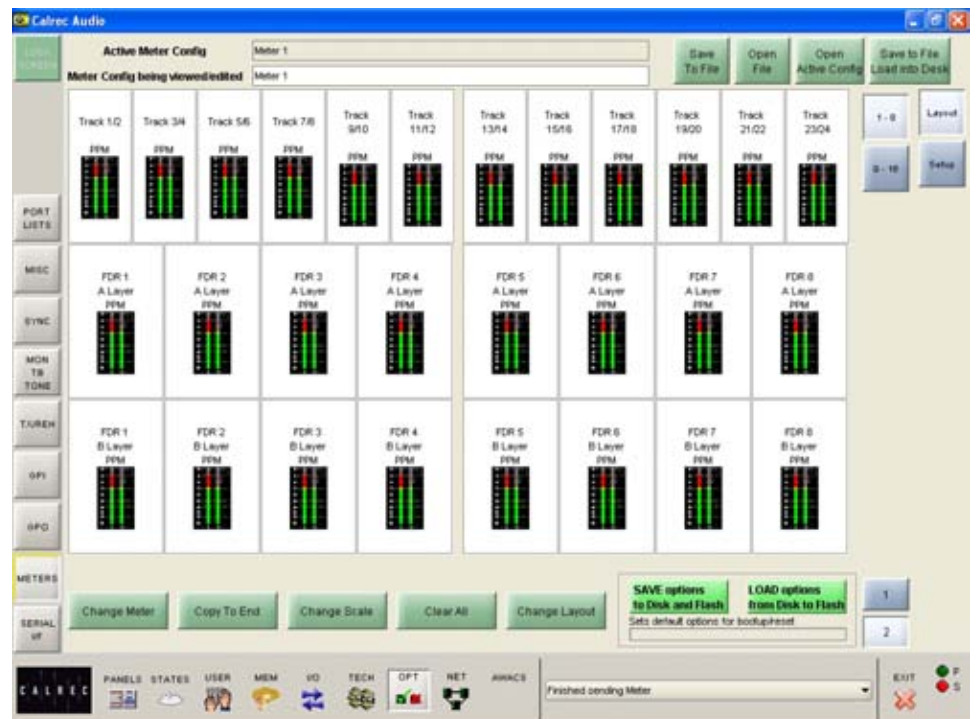 Calrec Audio
Active Meter Config
Meter 1
Meter Config being viewed/edited
Meter 1
Save To File
Open File
Open Active Config
Save to File Load into Desk
Track 1/2
Track 3/4
Track 5/6
Track 7/8
Track 9/10
Track 11/12
Track 13/14
Track 15/16
Track 17/18
Track 19/20
Track 21/22
Track 23/24
PPM
PPM
PPM
PPM
PPM
PPM
PPM
PPM
PPM
PPM
PPM
PPM
1 - 8
Layout
Setup
PORT LISTS
MISC
SYNC
MON TB TONE
GPI
GPO
METERS
SERIAL I/F
FDR 1 A Layer PPM
FDR 2 A Layer PPM
FDR 3 A Layer PPM
FDR 4 A Layer PPM
FDR 5 A Layer PPM
FDR 6 A Layer PPM
FDR 7 A Layer PPM
FDR 8 A Layer PPM
FDR 1 B Layer PPM
FDR 2 B Layer PPM
FDR 3 B Layer PPM
FDR 4 B Layer PPM
FDR 5 B Layer PPM
FDR 6 B Layer PPM
FDR 7 B Layer PPM
FDR 8 B Layer PPM
Change Meter
Copy To End
Change Scale
Clear All
Change Layout
SAVE options to Disk and Flash
LOAD options from Disk to Flash
Sets default options for bootup/reset
1
2
CALREC
PANELS
STATES
USER
MEM
I/O
TECH
OPT
NET
AWACS
Finished sending Meter
EXIT
P
S